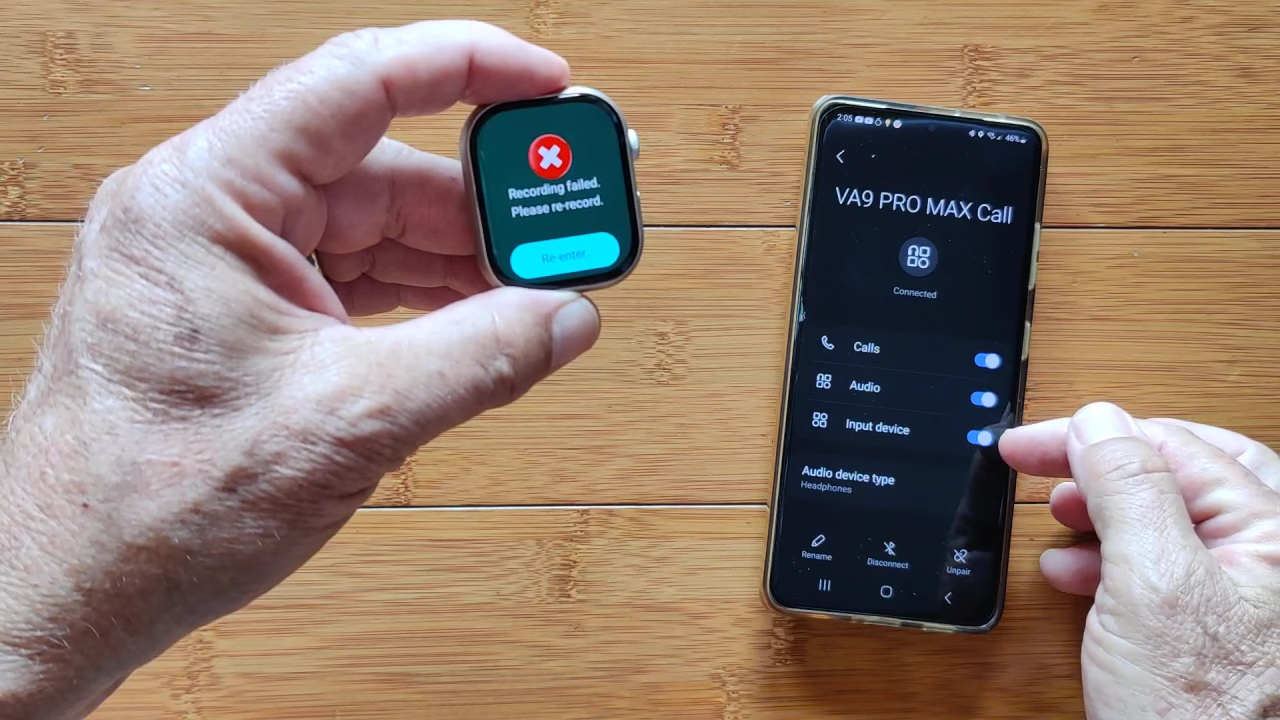 Recording failed.
Please re-record.
Re-enter
2:05
46%
VA9 PRO MAX Call
Connected
Calls
Audio
Input device
Audio device type
Headphones
Rename
Disconnect
Unpair